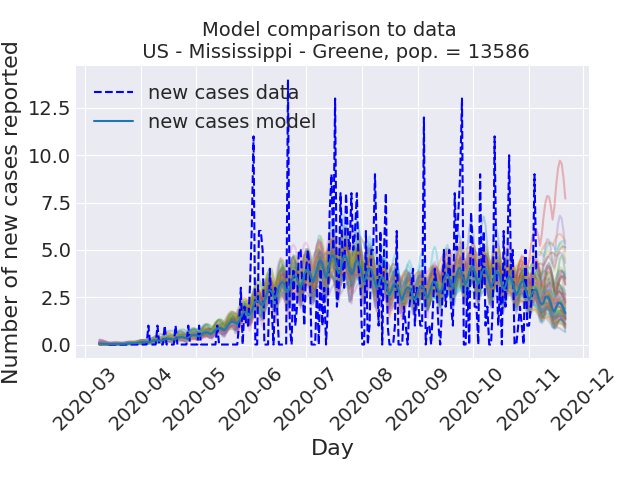 Model comparison to data
US - Mississippi - Greene, pop. = 13586
Number of new cases reported
12.5
10.0
7.5
5.0
2.5
0.0
new cases data
new cases model
2020-03
2020-04
2020-05
2020-06
2020-07
2020-08
2020-09
2020-10
2020-11
2020-12
Day